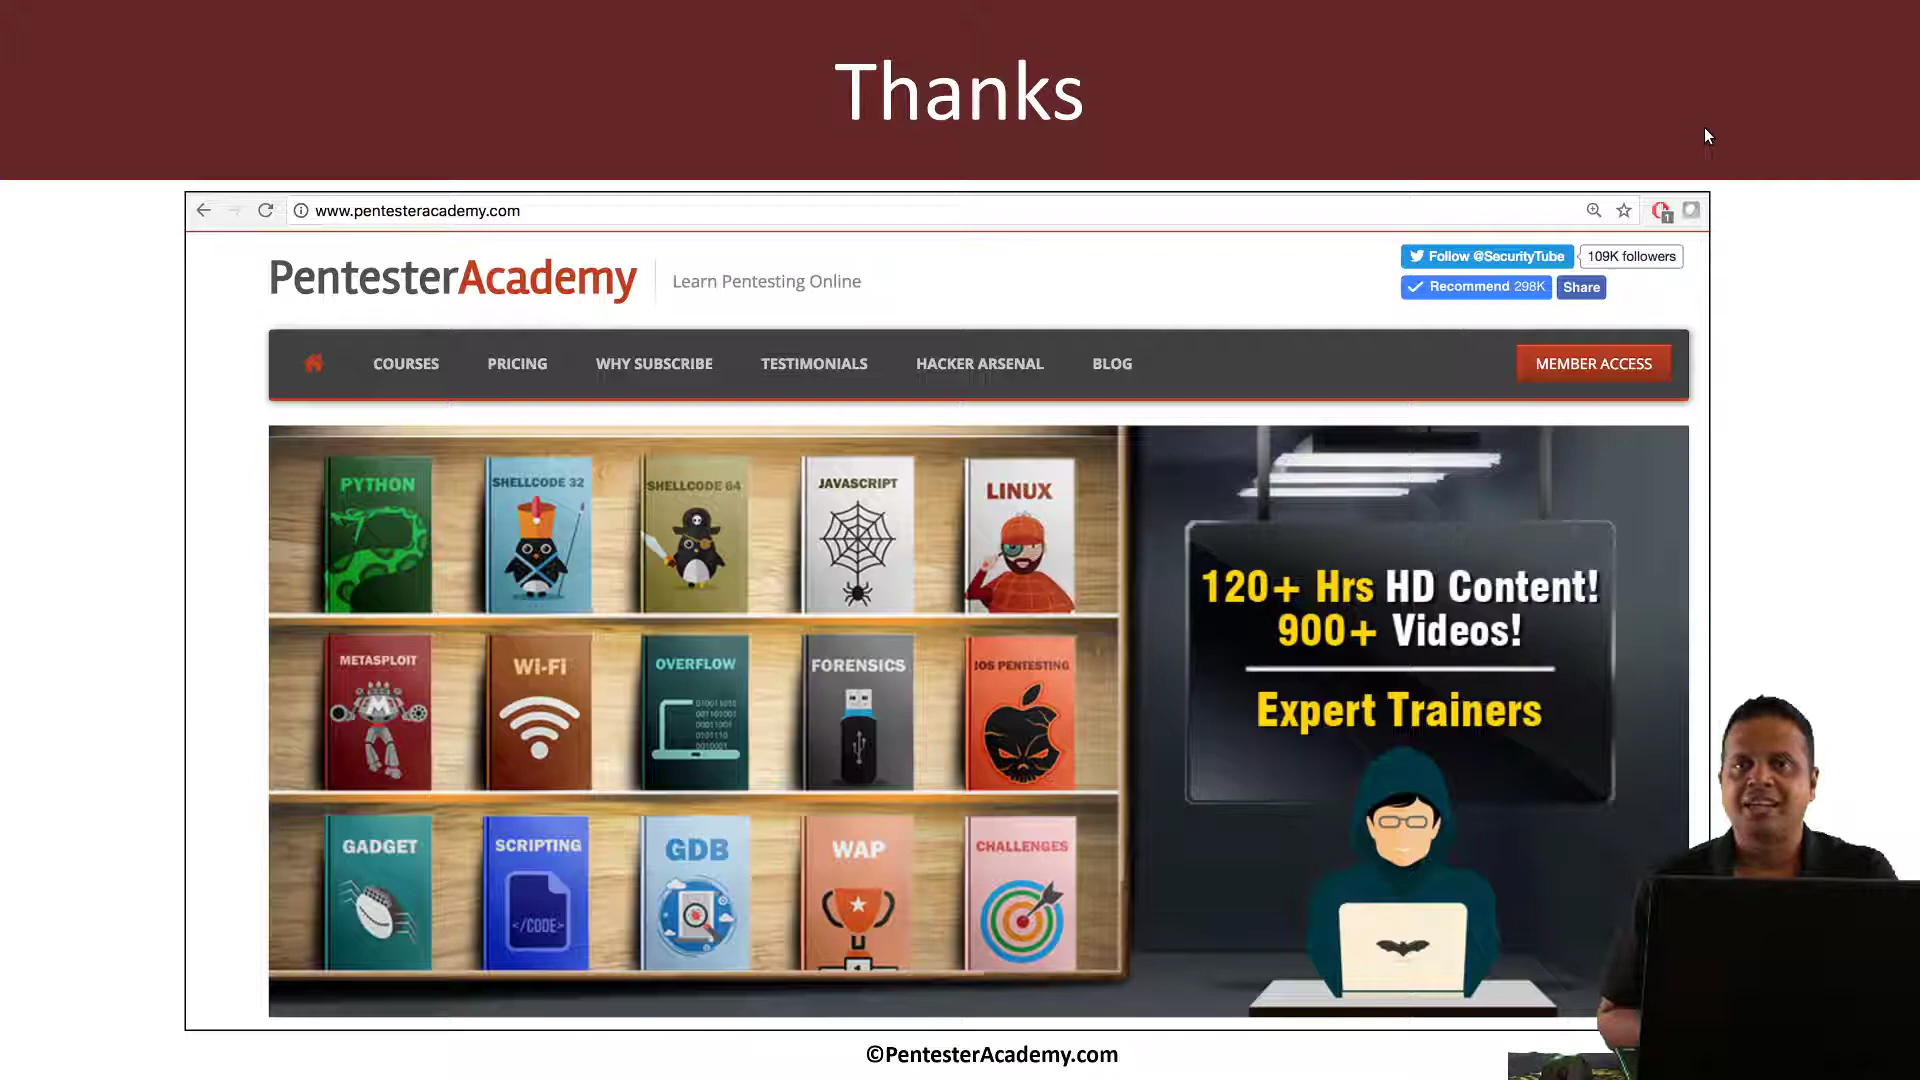 Thanks
www.pentesteracademy.com
1
PentesterAcademy
Learn Pentesting Online
Follow @SecurityTube
109K followers
Recommend 298K
Share
COURSES
PRICING
WHY SUBSCRIBE
TESTIMONIALS
HACKER ARSENAL
BLOG
MEMBER ACCESS
PYTHON
SHELLCODE 32
SHELLCODE 64
JAVASCRIPT
LINUX
METASPLOIT
M
Wi-Fi
OVERFLOW
FORENSICS
IOS PENTESTING
120+ Hrs HD Content!
900+ Videos!
Expert Trainers
GADGET
SCRIPTING
</CODE>
GDB
WAP
1
CHALLENGES
©PentesterAcademy.com